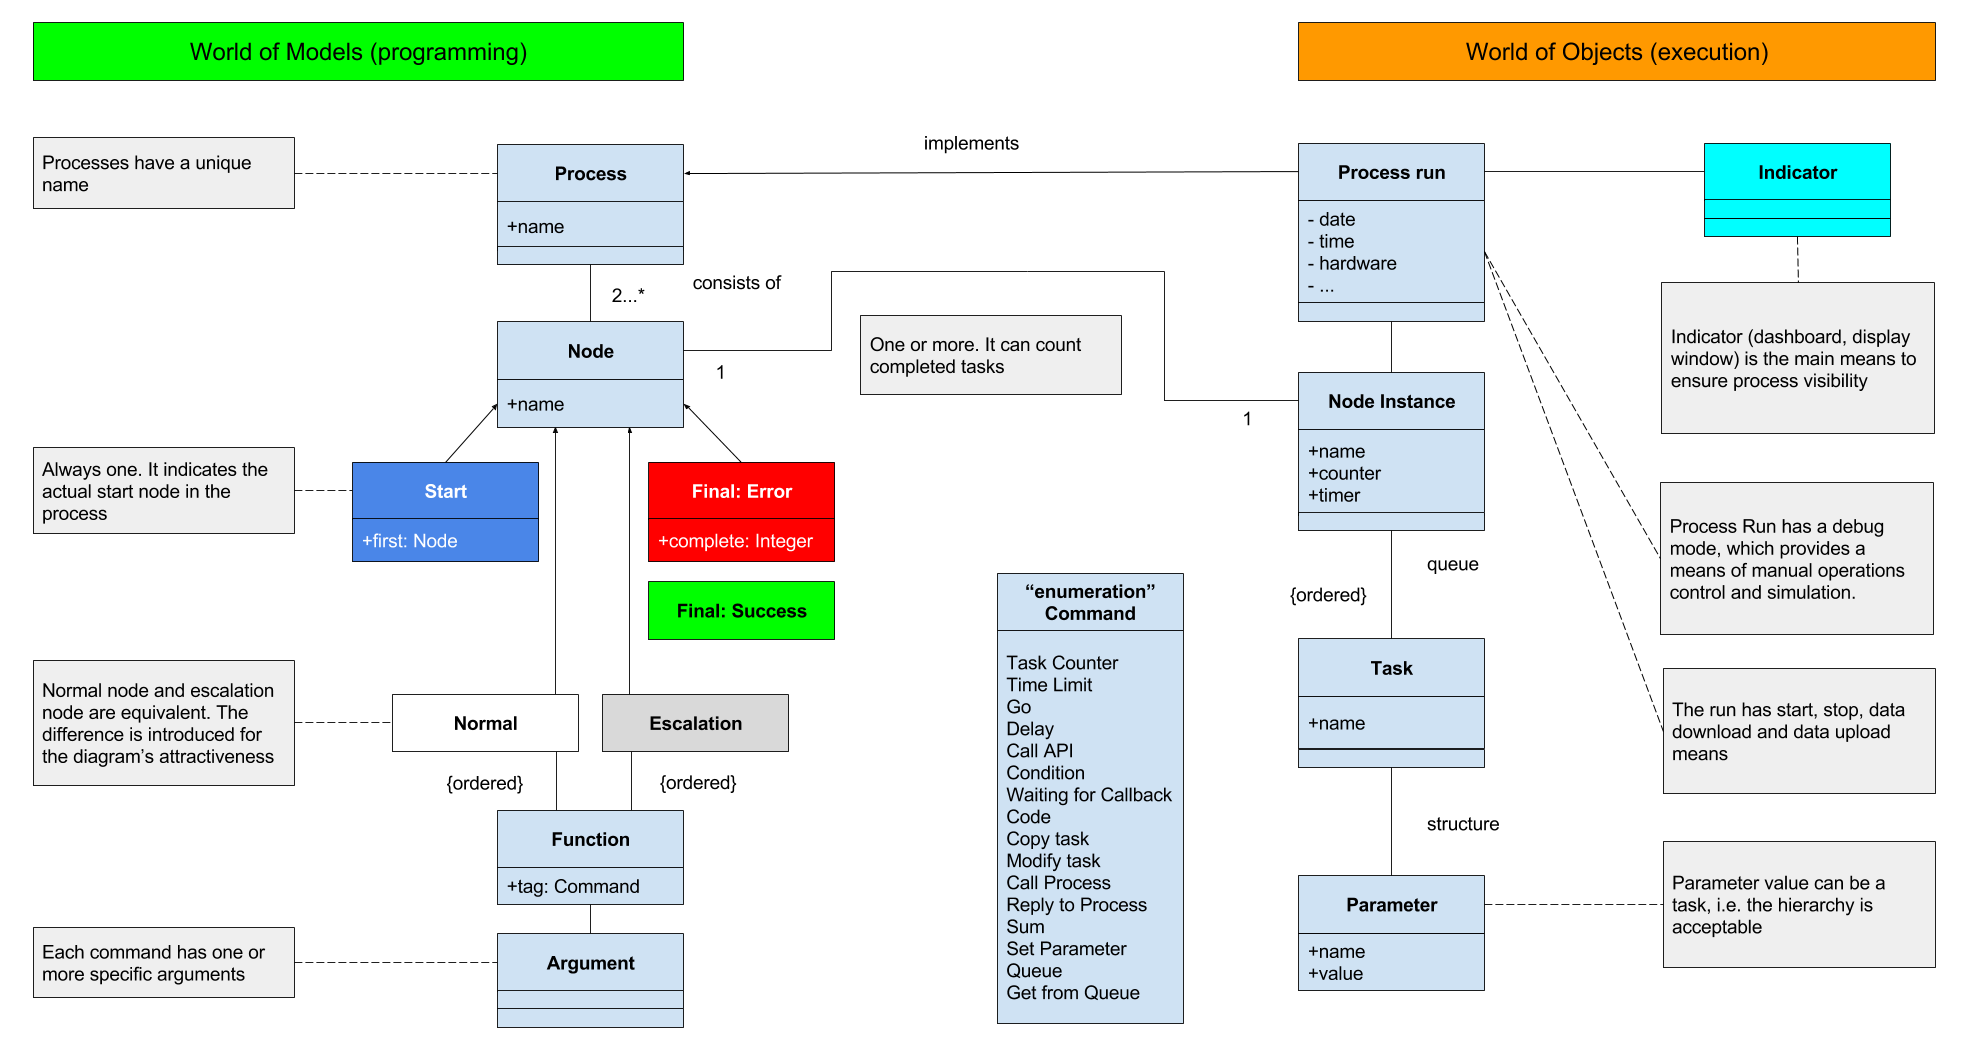 World of Models (programming)
World of Objects (execution)
Processes have a unique
name
Process
+name
implements
Process run
- date
- time
- hardware
- ...
Indicator
2...*
consists of
Node
+name
1
One or more. It can count
completed tasks
Indicator (dashboard, display
window) is the main means to
ensure process visibility
Node Instance
+name
+counter
+timer
1
Always one. It indicates the
actual start node in the
process
Start
+first: Node
Final: Error
+complete: Integer
Final: Success
Process Run has a debug
mode, which provides a
means of manual operations
control and simulation.
queue
{ordered}
“enumeration”
Command
Task Counter
Time Limit
Go
Delay
Call API
Condition
Waiting for Callback
Code
Copy task
Modify task
Call Process
Reply to Process
Sum
Set Parameter
Queue
Get from Queue
Task
+name
The run has start, stop, data
download and data upload
means
Normal node and escalation
node are equivalent. The
difference is introduced for
the diagram’s attractiveness
Normal
Escalation
{ordered}
{ordered}
Function
+tag: Command
structure
Parameter
+name
+value
Parameter value can be a
task, i.e. the hierarchy is
acceptable
Each command has one or
more specific arguments
Argument